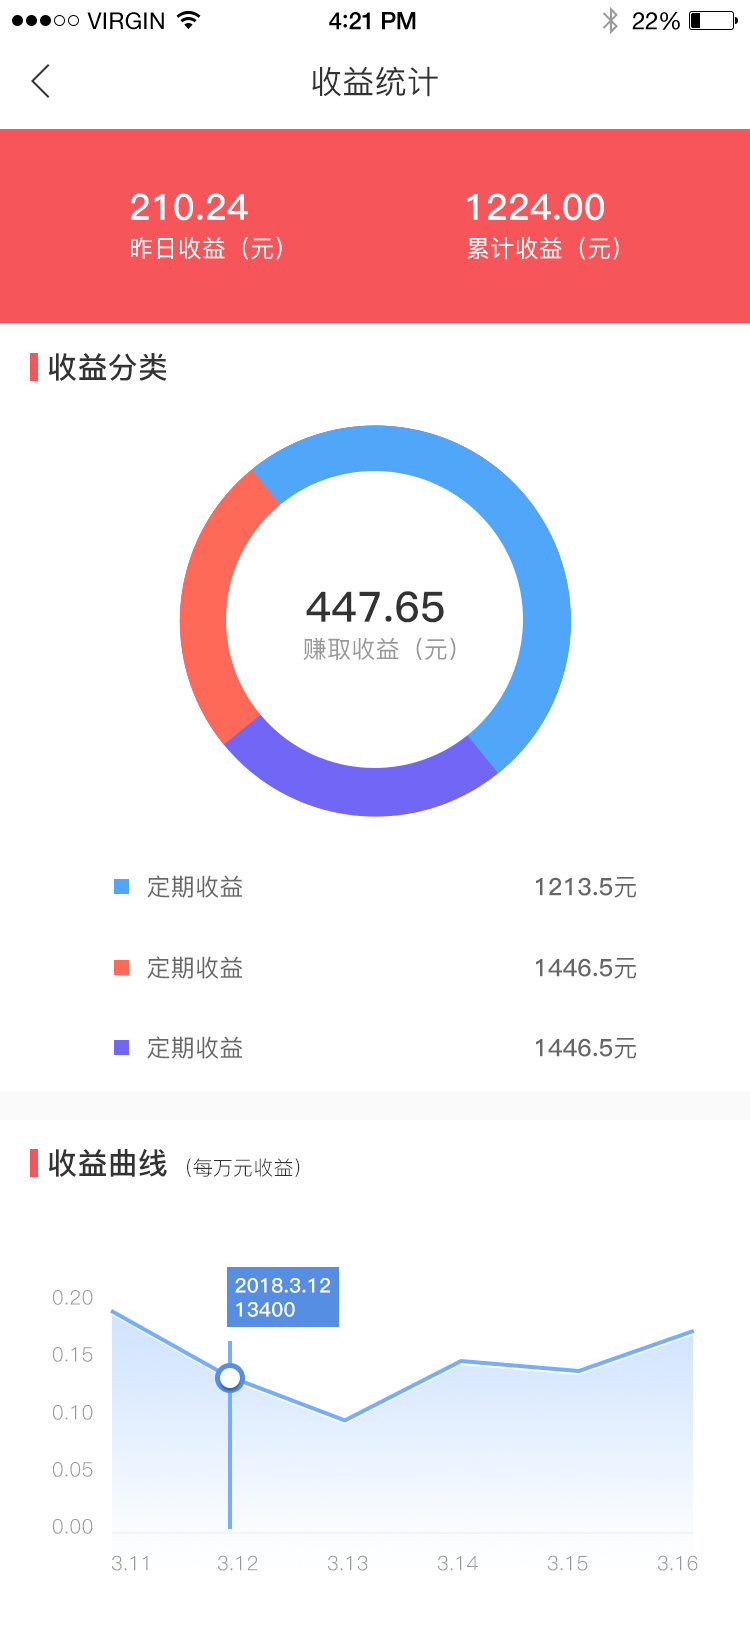 VIRGIN 4:21 PM 22%
收益统计
210.24 1224.00
昨日收益（元） 累计收益（元）
收益分类
447.65
赚取收益（元）
定期收益 1213.5元
定期收益 1446.5元
定期收益 1446.5元
收益曲线 （每万元收益）
2018.3.12
13400
0.20
0.15
0.10
0.05
0.00
3.11 3.12 3.13 3.14 3.15 3.16